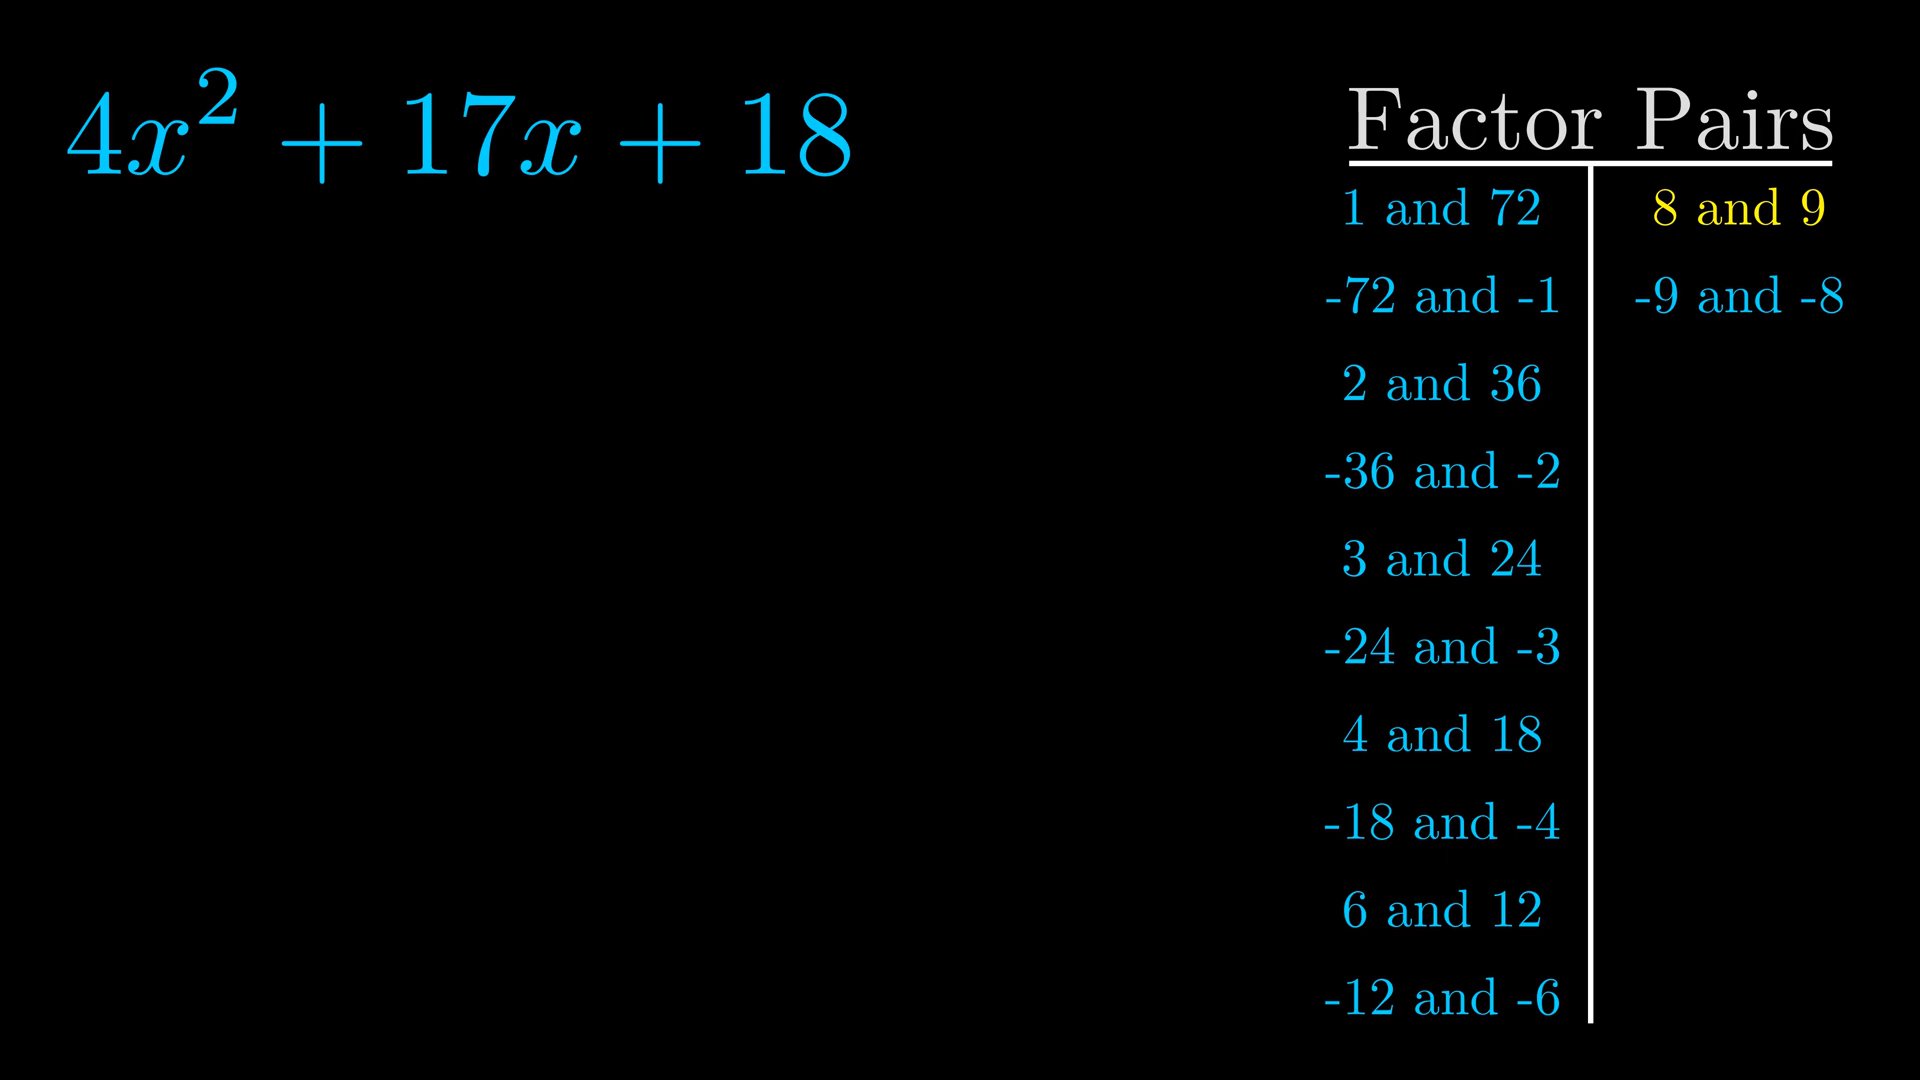 4x² + 17x + 18
Factor Pairs
1 and 72
-72 and -1
2 and 36
-36 and -2
3 and 24
-24 and -3
4 and 18
-18 and -4
6 and 12
-12 and -6
8 and 9
-9 and -8